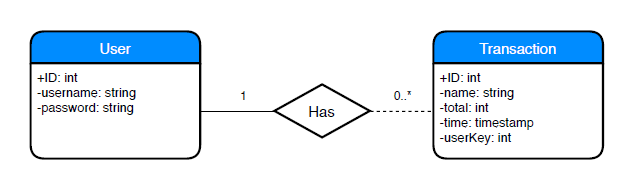 User
+ID: int
-username: string
-password: string
1
Has
0..*
Transaction
+ID: int
-name: string
-total: int
-time: timestamp
-userKey: int